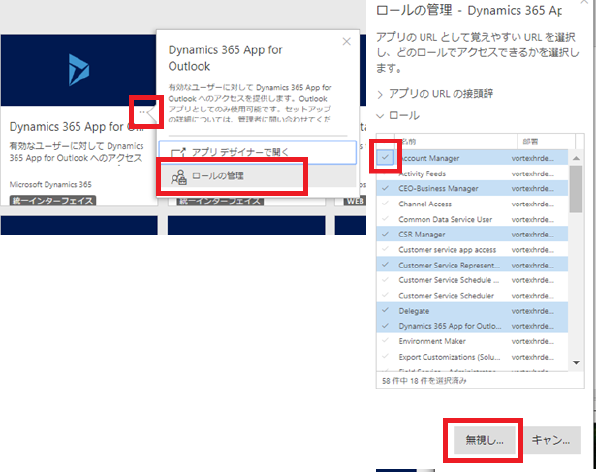 Dynamics 365 App for O...
有効なユーザーに対して Dynamics
365 App for Outlook へのアクセス
Microsoft Dynamics 365
統一インターフェイス
Dynamics 365 App for
Outlook
有効なユーザーに対して Dynamics 365 App for
Outlook へのアクセスを提供します。Outlook
アプリとしてのみ使用可能です。セットアップ
の詳細については、管理者に問い合わせてくだ
アプリ デザイナーで開く
ロールの管理
統一インターフェイス
WEB
ロールの管理 - Dynamics 365 Ap
アプリの URL として覚えやすい URL を選択
し、どのロールでアクセスできるかを選択しま
す。
アプリの URL の接頭辞
ロール
名前 部署
Account Manager vortexhrde...
Activity Feeds vortexhrde...
CEO-Business Manager vortexhrde...
Channel Access vortexhrde...
Common Data Service User vortexhrde...
CSR Manager vortexhrde...
Customer service app access vortexhrde...
Customer Service Represent... vortexhrde...
Customer Service Schedule ... vortexhrde...
Customer Service Scheduler vortexhrde...
Delegate vortexhrde...
Dynamics 365 App for Outlo... vortexhrde...
Environment Maker vortexhrde...
Export Customizations (Solu... vortexhrde...
58 件中 18 件を選択済み
無視し... キャン...